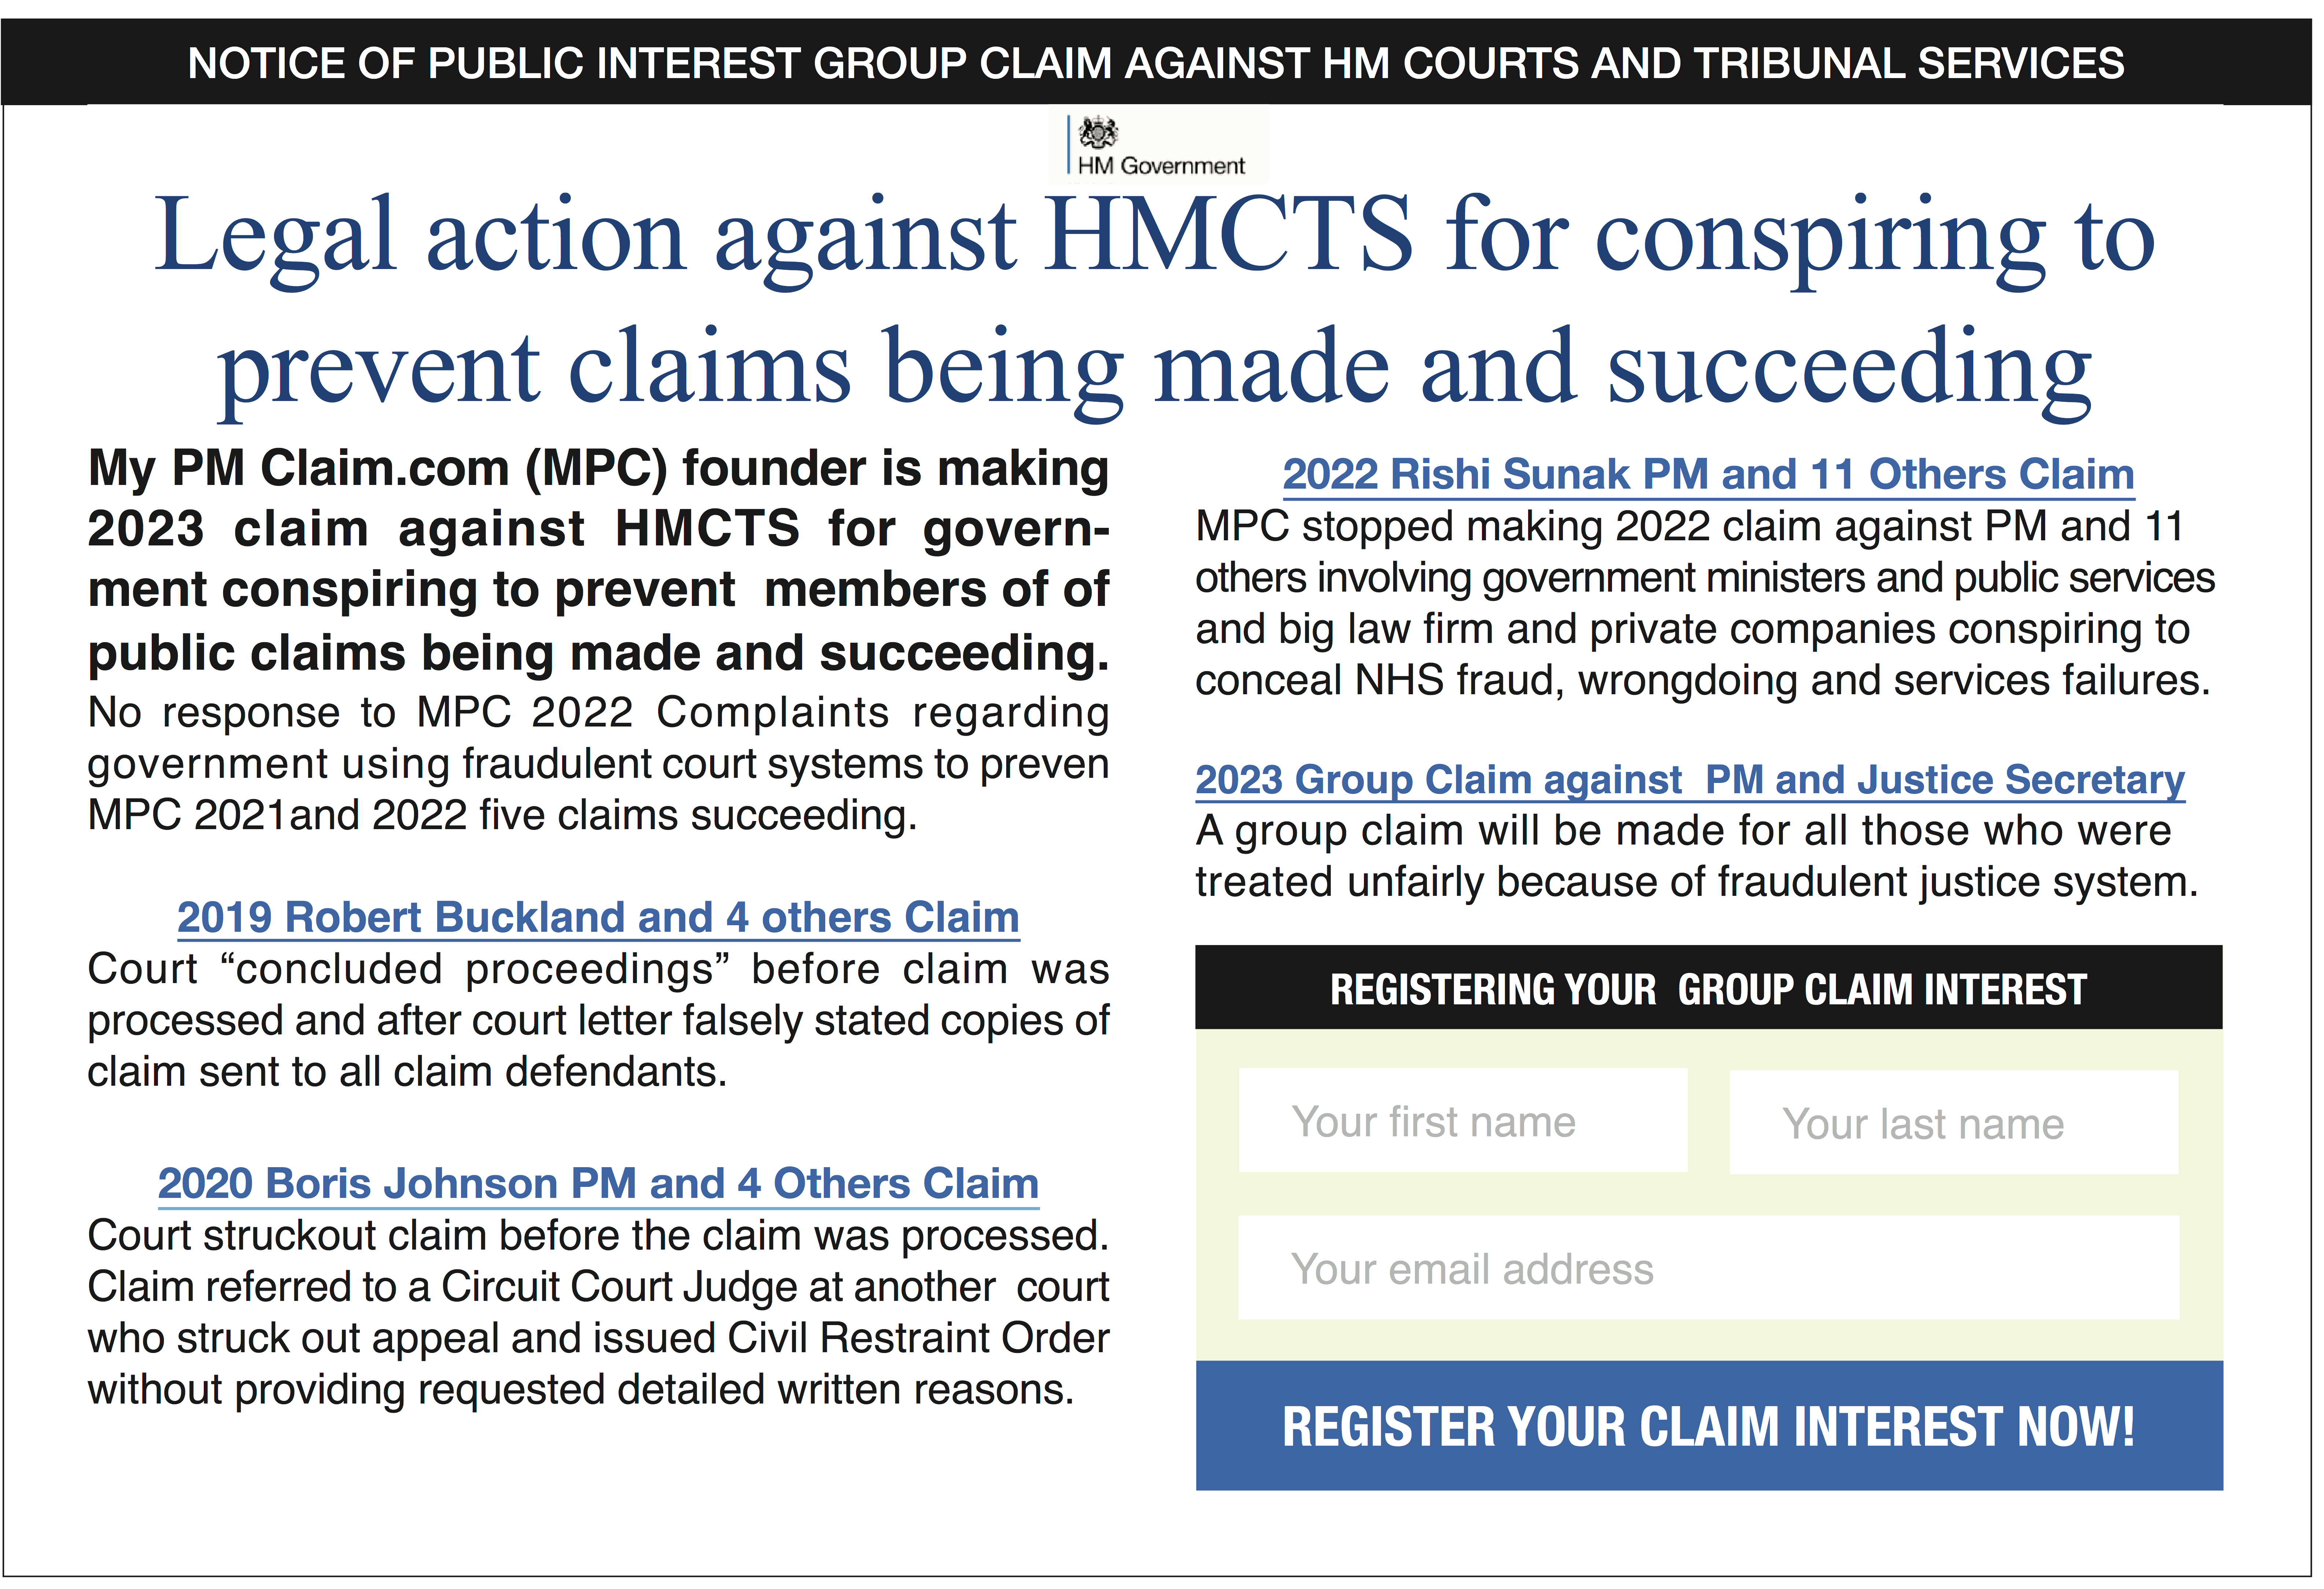 NOTICE OF PUBLIC INTEREST GROUP CLAIM AGAINST HM COURTS AND TRIBUNAL SERVICES
HM Government
Legal action against HMCTS for conspiring to
prevent claims being made and succeeding
My PM Claim.com (MPC) founder is making
2023 claim against HMCTS for govern-
ment conspiring to prevent members of of
public claims being made and succeeding.
No response to MPC 2022 Complaints regarding
government using fraudulent court systems to preven
MPC 2021and 2022 five claims succeeding.
2019 Robert Buckland and 4 others Claim
Court “concluded proceedings” before claim was
processed and after court letter falsely stated copies of
claim sent to all claim defendants.
2020 Boris Johnson PM and 4 Others Claim
Court struckout claim before the claim was processed.
Claim referred to a Circuit Court Judge at another court
who struck out appeal and issued Civil Restraint Order
without providing requested detailed written reasons.
2022 Rishi Sunak PM and 11 Others Claim
MPC stopped making 2022 claim against PM and 11
others involving government ministers and public services
and big law firm and private companies conspiring to
conceal NHS fraud, wrongdoing and services failures.
2023 Group Claim against PM and Justice Secretary
A group claim will be made for all those who were
treated unfairly because of fraudulent justice system.
REGISTERING YOUR GROUP CLAIM INTEREST
Your first name
Your last name
Your email address
REGISTER YOUR CLAIM INTEREST NOW!